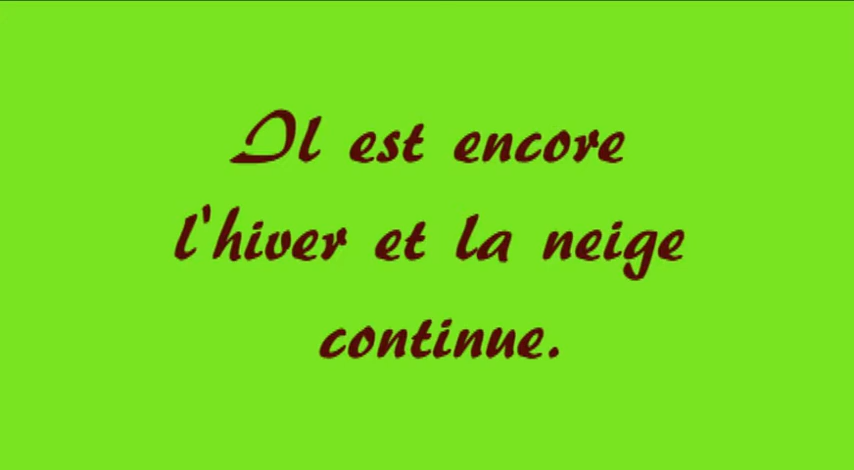 Il est encore
l'hiver et la neige
continue.